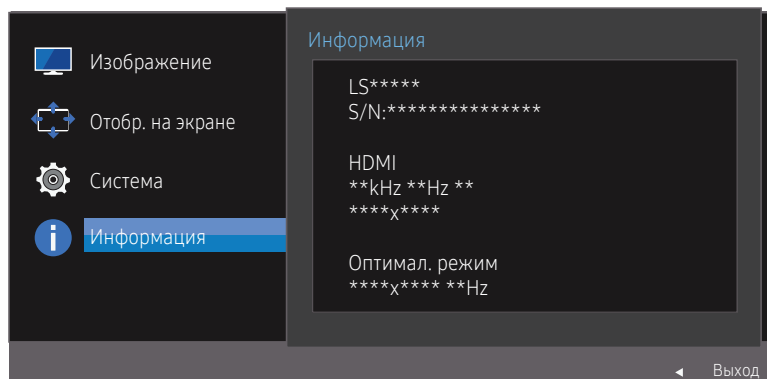 Изображение
Отобр. на экране
Система
Информация
Информация
LS*****
S/N:***************
HDMI
**kHz **Hz **
****x****
Оптимал. режим
****x**** **Hz
Выход